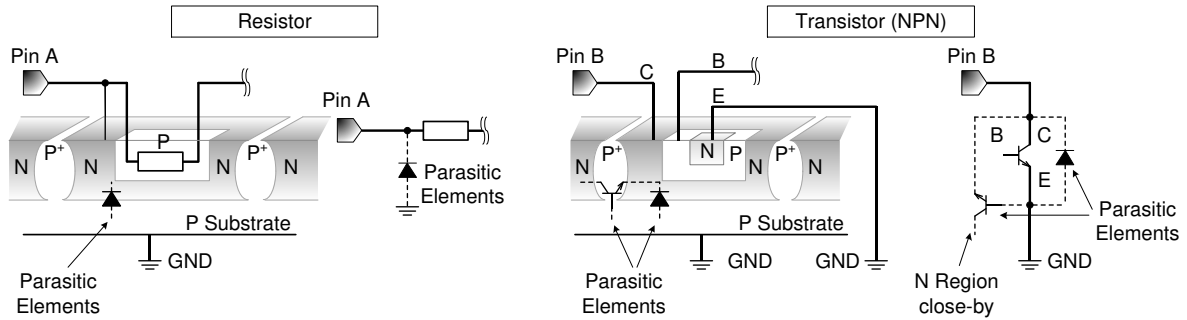 Resistor
Pin A
N
P⁺
N
P
P⁺
N
N
P Substrate
GND
Parasitic
Elements
Pin A
Parasitic
Elements
Transistor (NPN)
Pin B
C
B
E
N
P⁺
N
N
P
P⁺
N
N
P Substrate
GND
GND
Parasitic
Elements
Pin B
B
C
E
Parasitic
Elements
GND
N Region
close-by